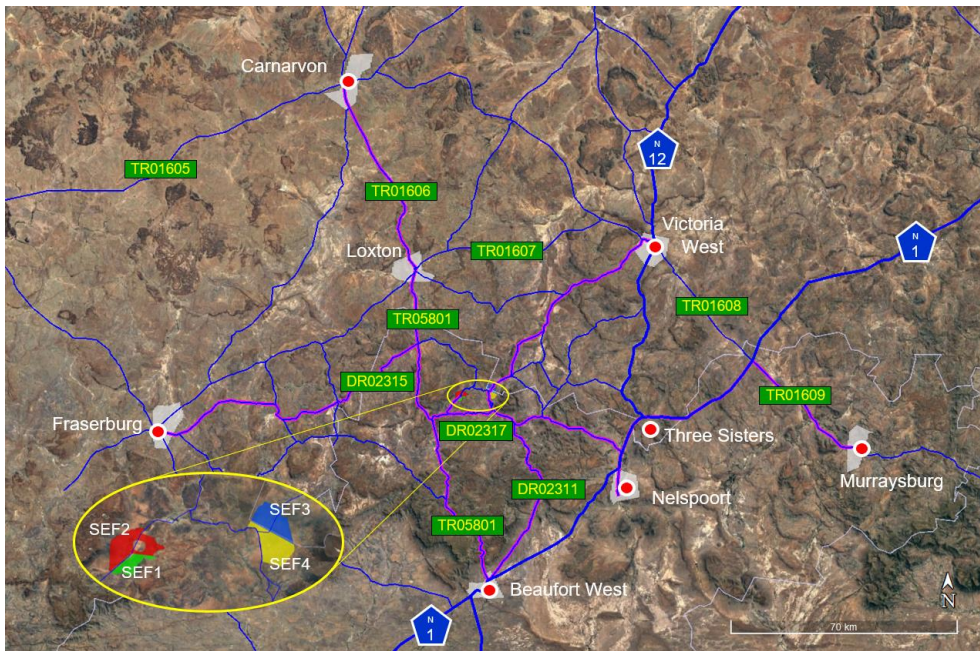 Carnarvon
TR01605
TR01606
N
12
Loxton
TR01607
Victoria
West
N
1
TR05801
TR01608
DR02315
TR01609
Fraserburg
DR02317
Three Sisters
Murraysburg
DR02311
Nelspoort
SEF3
SEF2
TR05801
SEF4
SEF1
Beaufort West
N
1
N
70 km